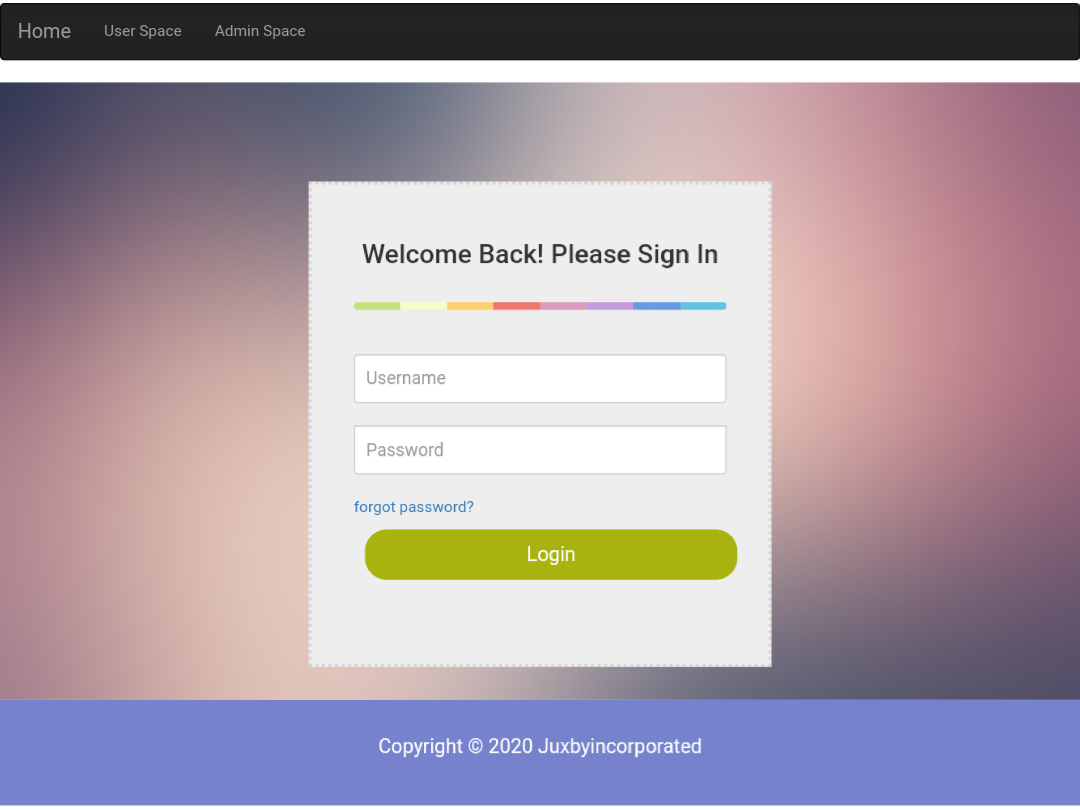 Home User Space Admin Space
Welcome Back! Please Sign In
Username
Password
forgot password?
Login
Copyright © 2020 Juxbyincorporated